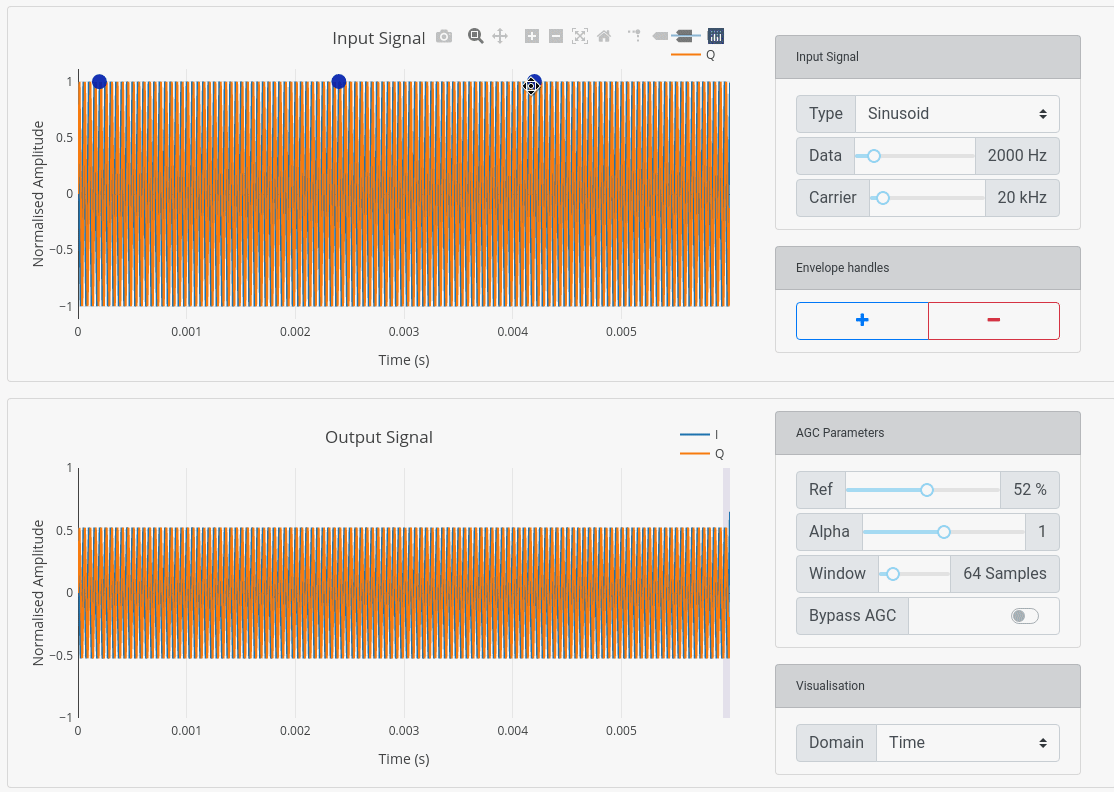 Input Signal
Q
1
0.5
0
−0.5
−1
Normalised Amplitude
0 0.001 0.002 0.003 0.004 0.005
Time (s)
Input Signal
Type Sinusoid
Data 2000 Hz
Carrier 20 kHz
Envelope handles
+ −
Output Signal
I
Q
1
0.5
0
−0.5
−1
Normalised Amplitude
0 0.001 0.002 0.003 0.004 0.005
Time (s)
AGC Parameters
Ref 52 %
Alpha 1
Window 64 Samples
Bypass AGC
Visualisation
Domain Time